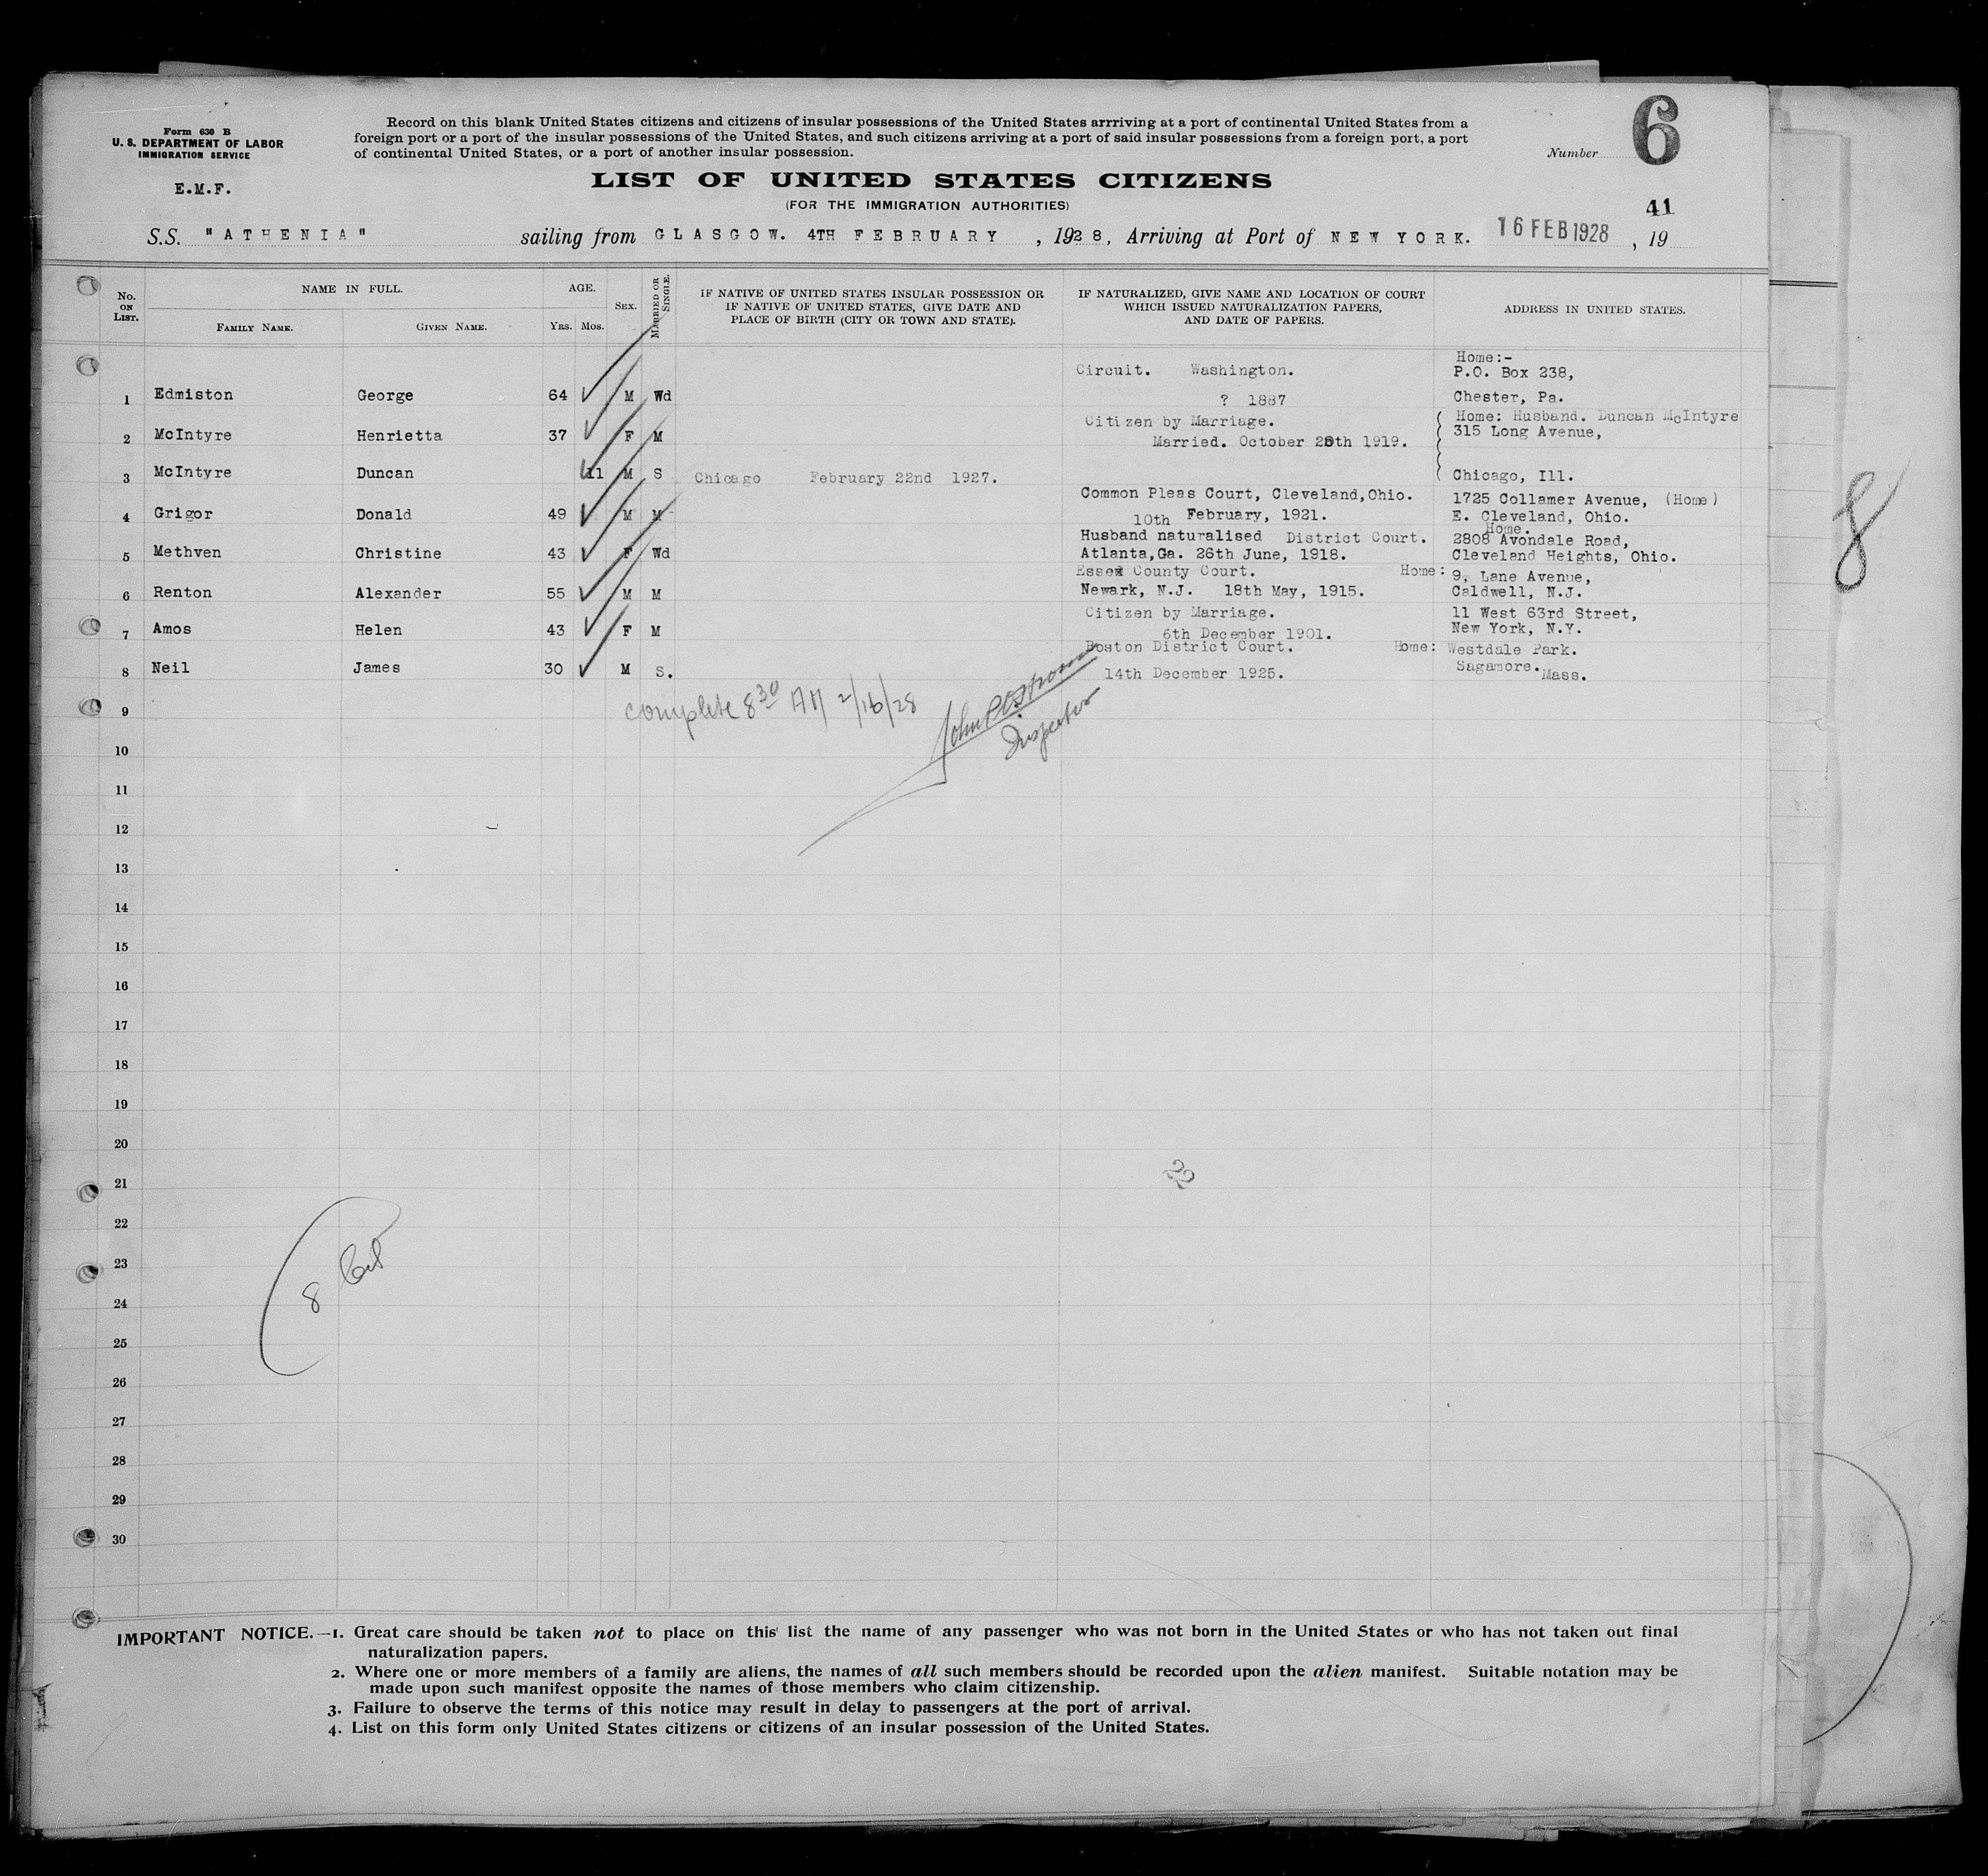 Form 630 B
U. S. DEPARTMENT OF LABOR
IMMIGRATION SERVICE
E.M.F.
Record on this blank United States citizens and citizens of insular possessions of the United States arrriving at a port of continental United States from a
foreign port or a port of the insular possessions of the United States, and such citizens arriving at a port of said insular possessions from a foreign port, a port
of continental United States, or a port of another insular possession.
Number 6
LIST OF UNITED STATES CITIZENS
(FOR THE IMMIGRATION AUTHORITIES)
41
S.S. "ATHENIA" sailing from GLASGOW. 4TH FEBRUARY, 1928, Arriving at Port of NEW YORK. 16 FEB 1928, 19
No. ON LIST.
NAME IN FULL.
FAMILY NAME. GIVEN NAME.
AGE.
Yrs. Mos.
SEX.
MARRIED OR SINGLE.
IF NATIVE OF UNITED STATES INSULAR POSSESSION OR
IF NATIVE OF UNITED STATES, GIVE DATE AND
PLACE OF BIRTH (CITY OR TOWN AND STATE).
IF NATURALIZED, GIVE NAME AND LOCATION OF COURT
WHICH ISSUED NATURALIZATION PAPERS,
AND DATE OF PAPERS.
ADDRESS IN UNITED STATES.
Home:-
Circuit. Washington. P.O. Box 238,
1 Edmiston George 64 M Wd ? 1887 Chester, Pa.
Citizen by Marriage. Home: Husband. Duncan McIntyre
2 McIntyre Henrietta 37 F M Married. October th 1919. 315 Long Avenue,
3 McIntyre Duncan 11 M S Chicago February 22nd 1927. Chicago, Ill.
Common Pleas Court, Cleveland,Ohio. 1725 Collamer Avenue, (Home)
4 Grigor Donald 49 M M 10th February, 1921. E. Cleveland, Ohio.
Home.
Husband naturalised District Court. 2808 Avondale Road,
5 Methven Christine 43 F Wd Atlanta,Ga. 26th June, 1918. Cleveland Heights, Ohio.
Essex County Court. Home: 9, Lane Avenue,
6 Renton Alexander 55 M M Newark, N.J. 18th May, 1915. Caldwell, N.J.
Citizen by Marriage. 11 West 63rd Street,
7 Amos Helen 43 F M 6th December 1901. New York, N.Y.
Boston District Court. Home: Westdale Park.
8 Neil James 30 M S. 14th December 1925. Sagamore. Mass.
complete 8 30 AM 2/16/28
John
Inspector
9
10
11
12
13
14
15
16
17
18
19
20
21
22
22
23
8
24
25
26
27
28
29
30
8
IMPORTANT NOTICE.—1. Great care should be taken not to place on this list the name of any passenger who was not born in the United States or who has not taken out final
naturalization papers.
2. Where one or more members of a family are aliens, the names of all such members should be recorded upon the alien manifest. Suitable notation may be
made upon such manifest opposite the names of those members who claim citizenship.
3. Failure to observe the terms of this notice may result in delay to passengers at the port of arrival.
4. List on this form only United States citizens or citizens of an insular possession of the United States.